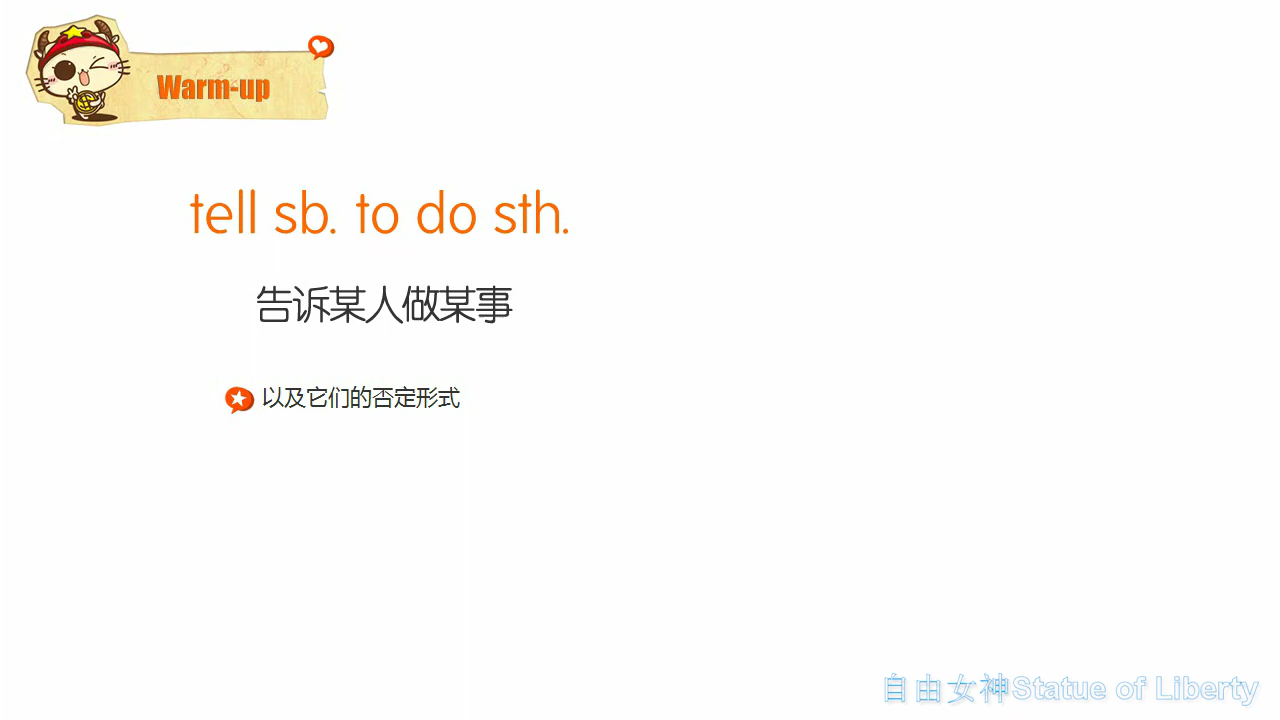 Warm-up
tell sb. to do sth.
告诉某人做某事
以及它们的否定形式
自由女神Statue of Liberty